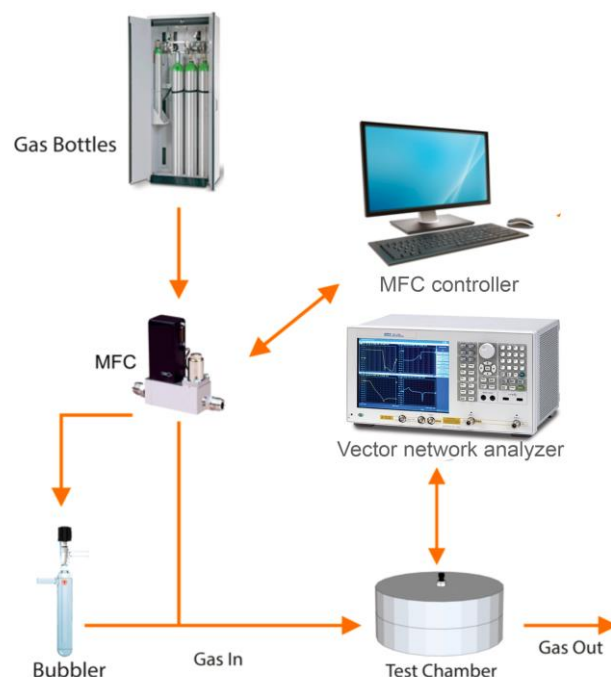 Gas Bottles
MFC controller
MFC
Vector network analyzer
Bubbler
Gas In
Test Chamber
Gas Out